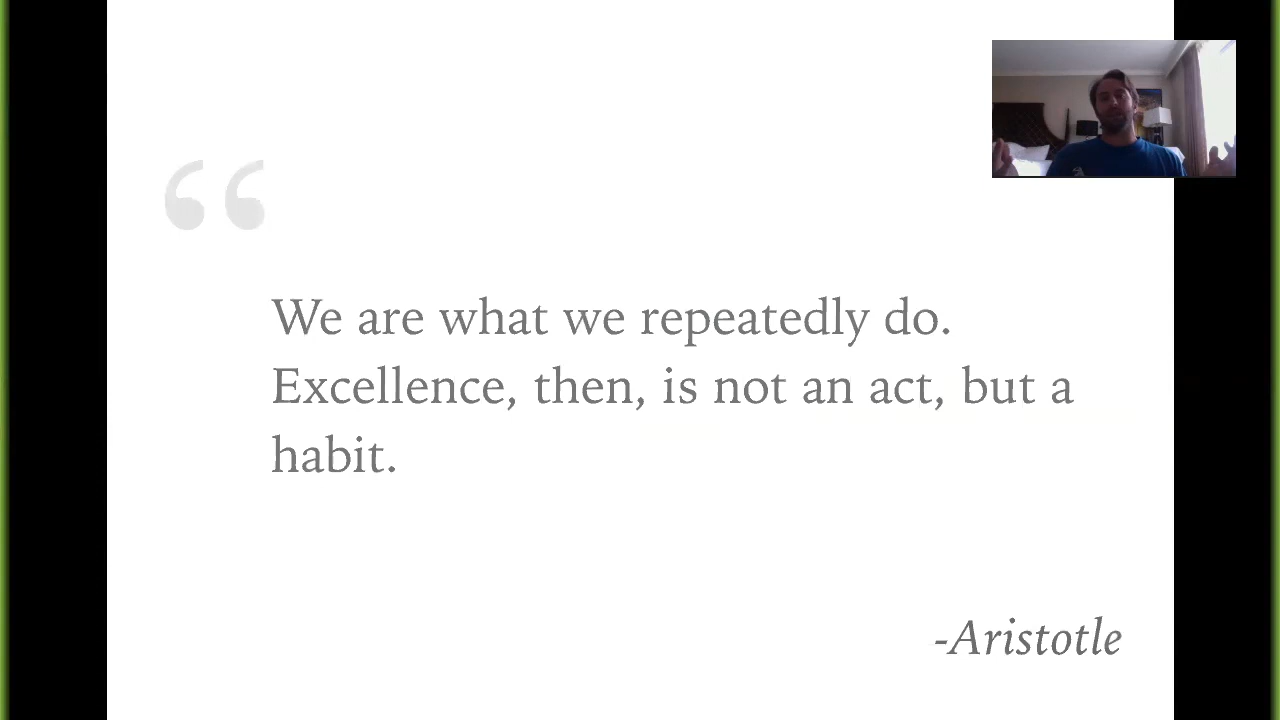 “
We are what we repeatedly do.
Excellence, then, is not an act, but a
habit.
-Aristotle